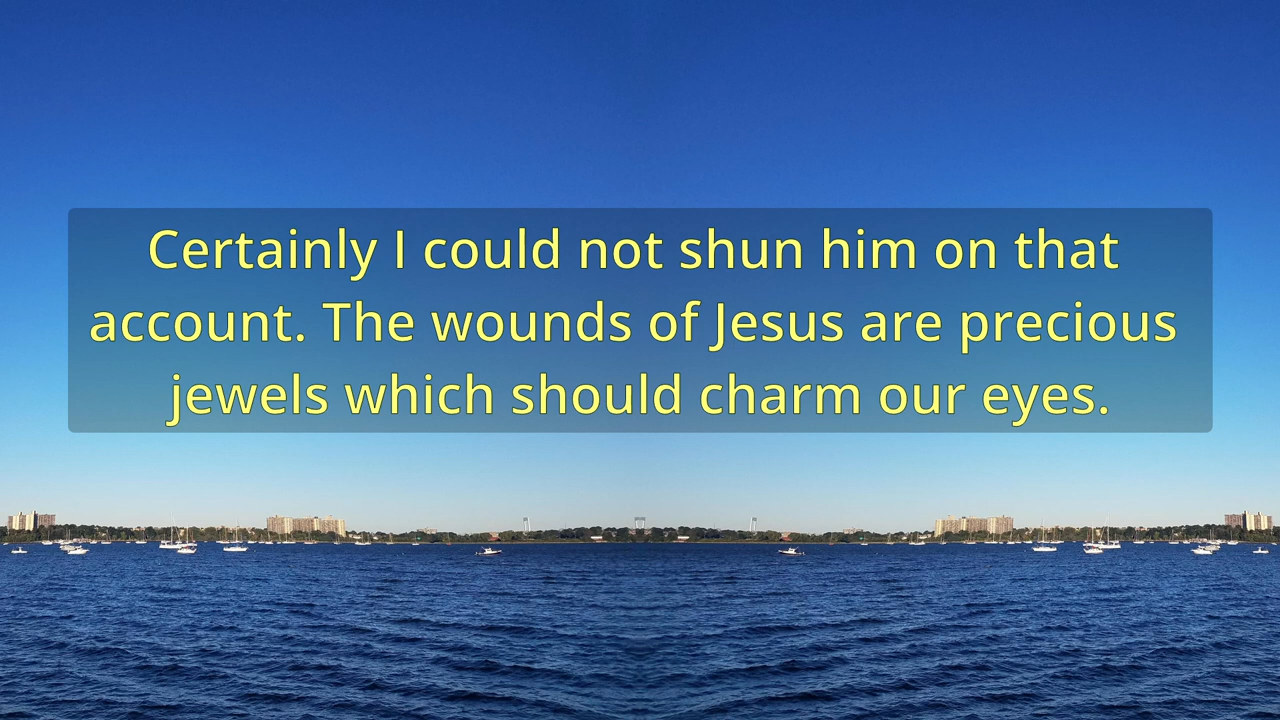 Certainly I could not shun him on that
account. The wounds of Jesus are precious
jewels which should charm our eyes.